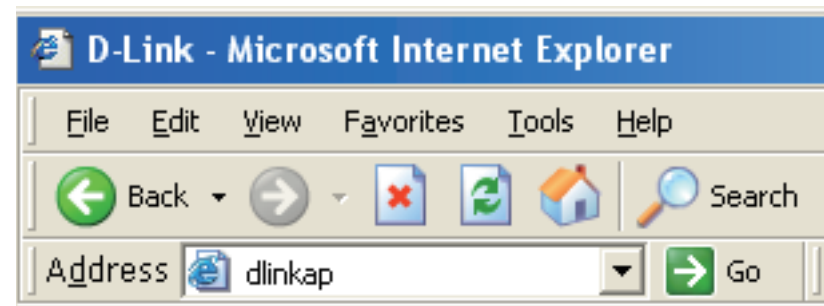 D-Link - Microsoft Internet Explorer
File Edit View Favorites Tools Help
Back Search
Address dlinkap Go